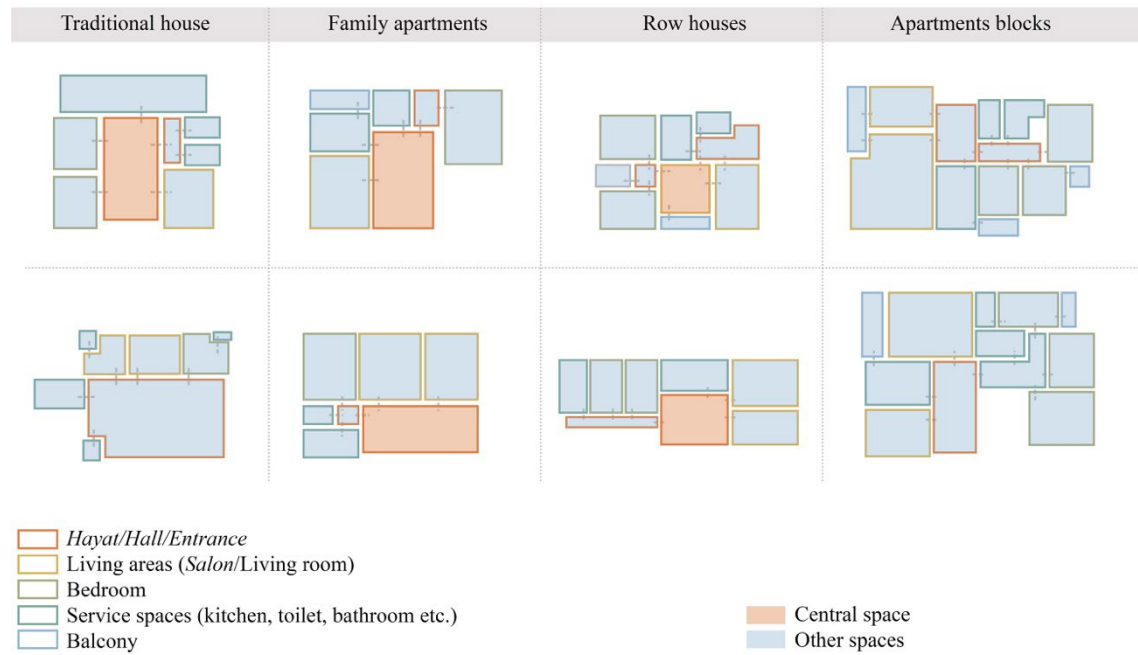 Traditional house
Family apartments
Row houses
Apartments blocks
Hayat/Hall/Entrance
Living areas (Salon/Living room)
Bedroom
Service spaces (kitchen, toilet, bathroom etc.)
Balcony
Central space
Other spaces